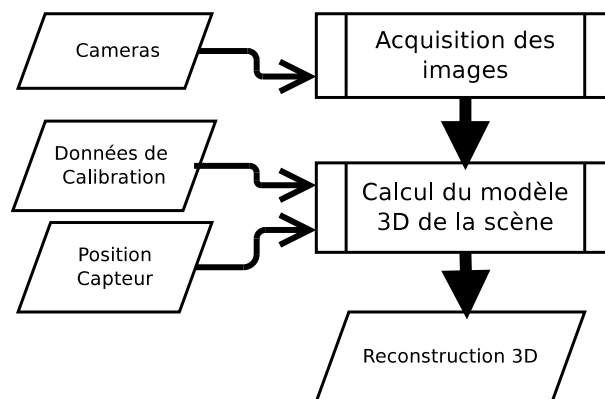 Cameras
Acquisition des
images
Données de
Calibration
Calcul du modèle
3D de la scène
Position
Capteur
Reconstruction 3D